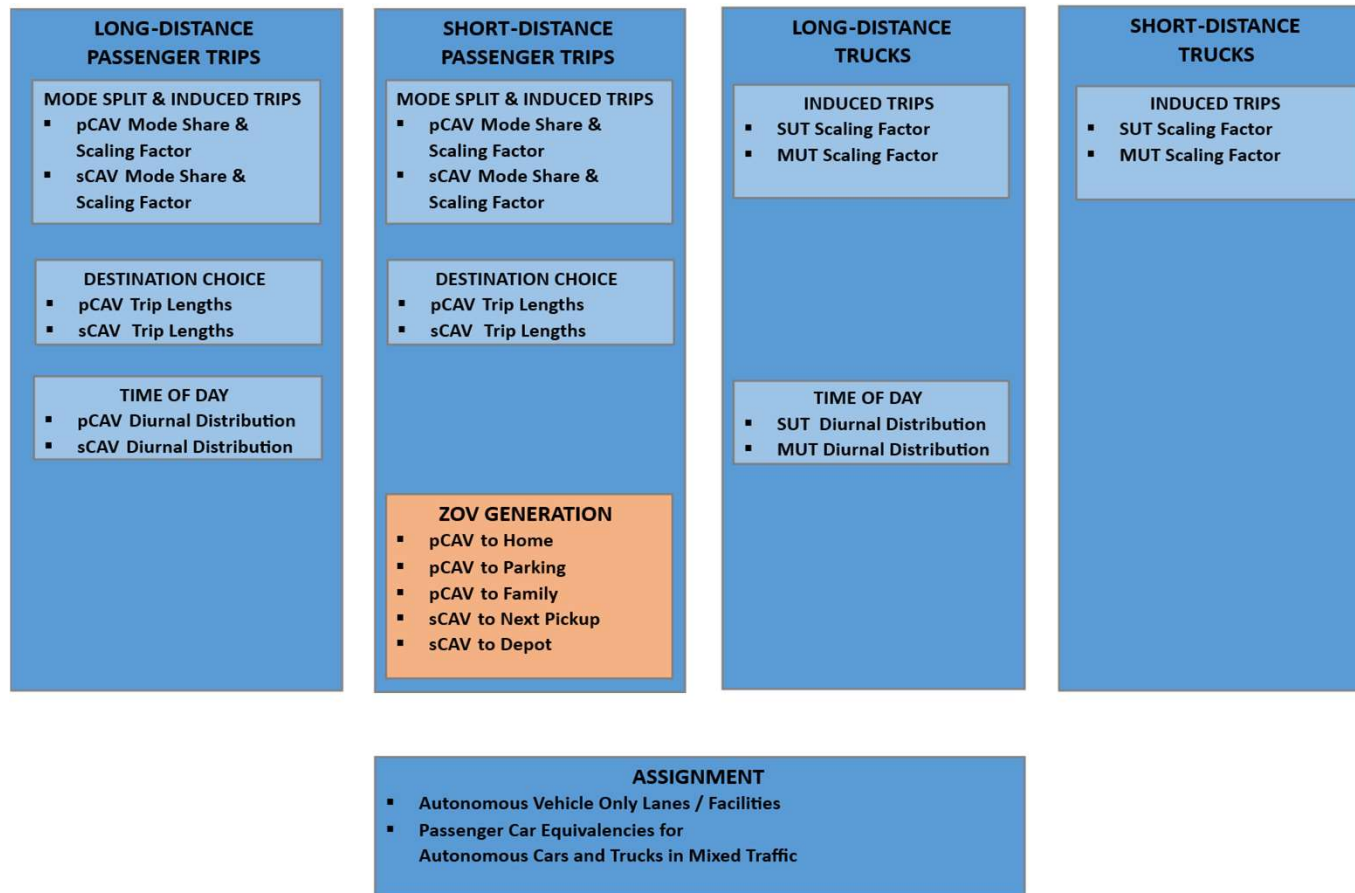 LONG-DISTANCE
PASSENGER TRIPS
MODE SPLIT & INDUCED TRIPS
▪ pCAV Mode Share &
Scaling Factor
▪ sCAV Mode Share &
Scaling Factor
DESTINATION CHOICE
▪ pCAV Trip Lengths
▪ sCAV Trip Lengths
TIME OF DAY
▪ pCAV Diurnal Distribution
▪ sCAV Diurnal Distribution
SHORT-DISTANCE
PASSENGER TRIPS
MODE SPLIT & INDUCED TRIPS
▪ pCAV Mode Share &
Scaling Factor
▪ sCAV Mode Share &
Scaling Factor
DESTINATION CHOICE
▪ pCAV Trip Lengths
▪ sCAV Trip Lengths
ZOV GENERATION
▪ pCAV to Home
▪ pCAV to Parking
▪ pCAV to Family
▪ sCAV to Next Pickup
▪ sCAV to Depot
LONG-DISTANCE
TRUCKS
INDUCED TRIPS
▪ SUT Scaling Factor
▪ MUT Scaling Factor
TIME OF DAY
▪ SUT Diurnal Distribution
▪ MUT Diurnal Distribution
SHORT-DISTANCE
TRUCKS
INDUCED TRIPS
▪ SUT Scaling Factor
▪ MUT Scaling Factor
ASSIGNMENT
▪ Autonomous Vehicle Only Lanes / Facilities
▪ Passenger Car Equivalencies for
Autonomous Cars and Trucks in Mixed Traffic